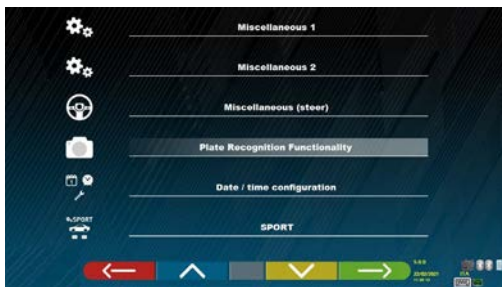 Miscellaneous 1
Miscellaneous 2
Miscellaneous (steer)
Plate Recognition Functionality
Date / time configuration
SPORT
SPORT